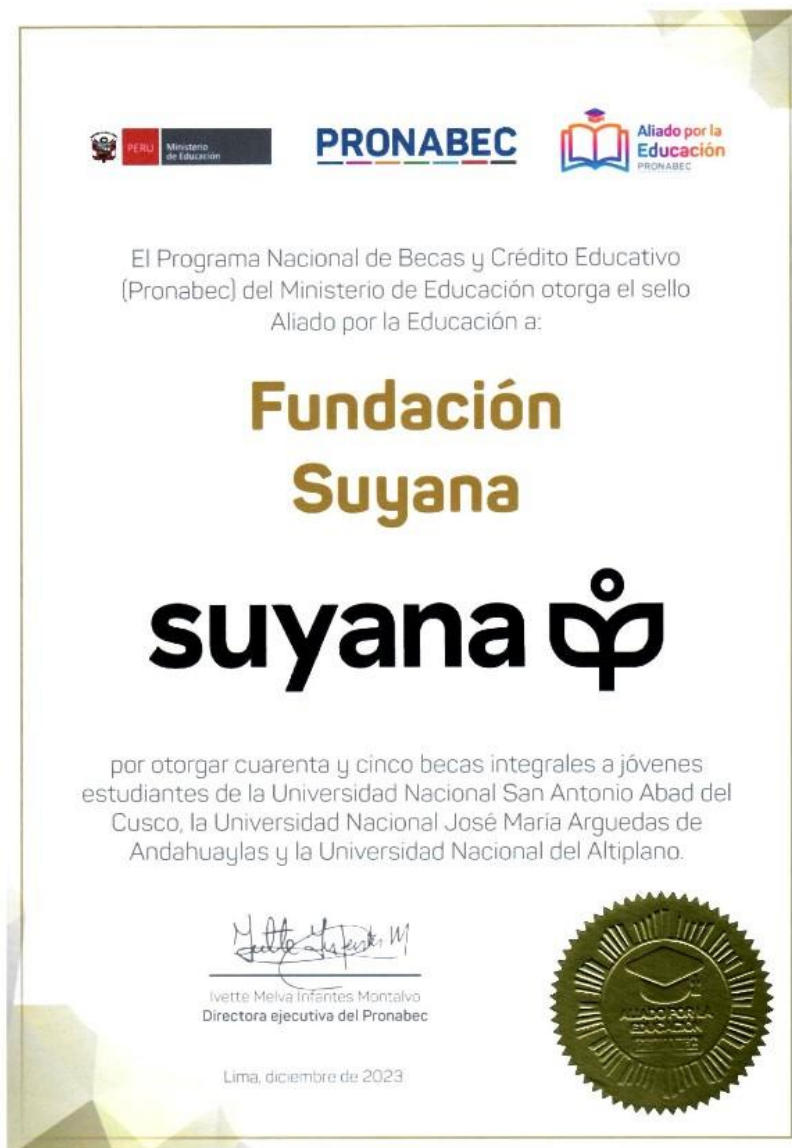 PERÚ
Ministerio
de Educación
PRONABEC
Aliado por la
Educación
PRONABEC
El Programa Nacional de Becas y Crédito Educativo
(Pronabec) del Ministerio de Educación otorga el sello
Aliado por la Educación a:
Fundación
Suyana
suyana
por otorgar cuarenta y cinco becas integrales a jóvenes
estudiantes de la Universidad Nacional San Antonio Abad del
Cusco, la Universidad Nacional José María Arguedas de
Andahuaylas y la Universidad Nacional del Altiplano.
Ivette Melva Infantes Montalvo
Directora ejecutiva del Pronabec
Lima, diciembre de 2023
ALIADO POR LA
EDUCACIÓN